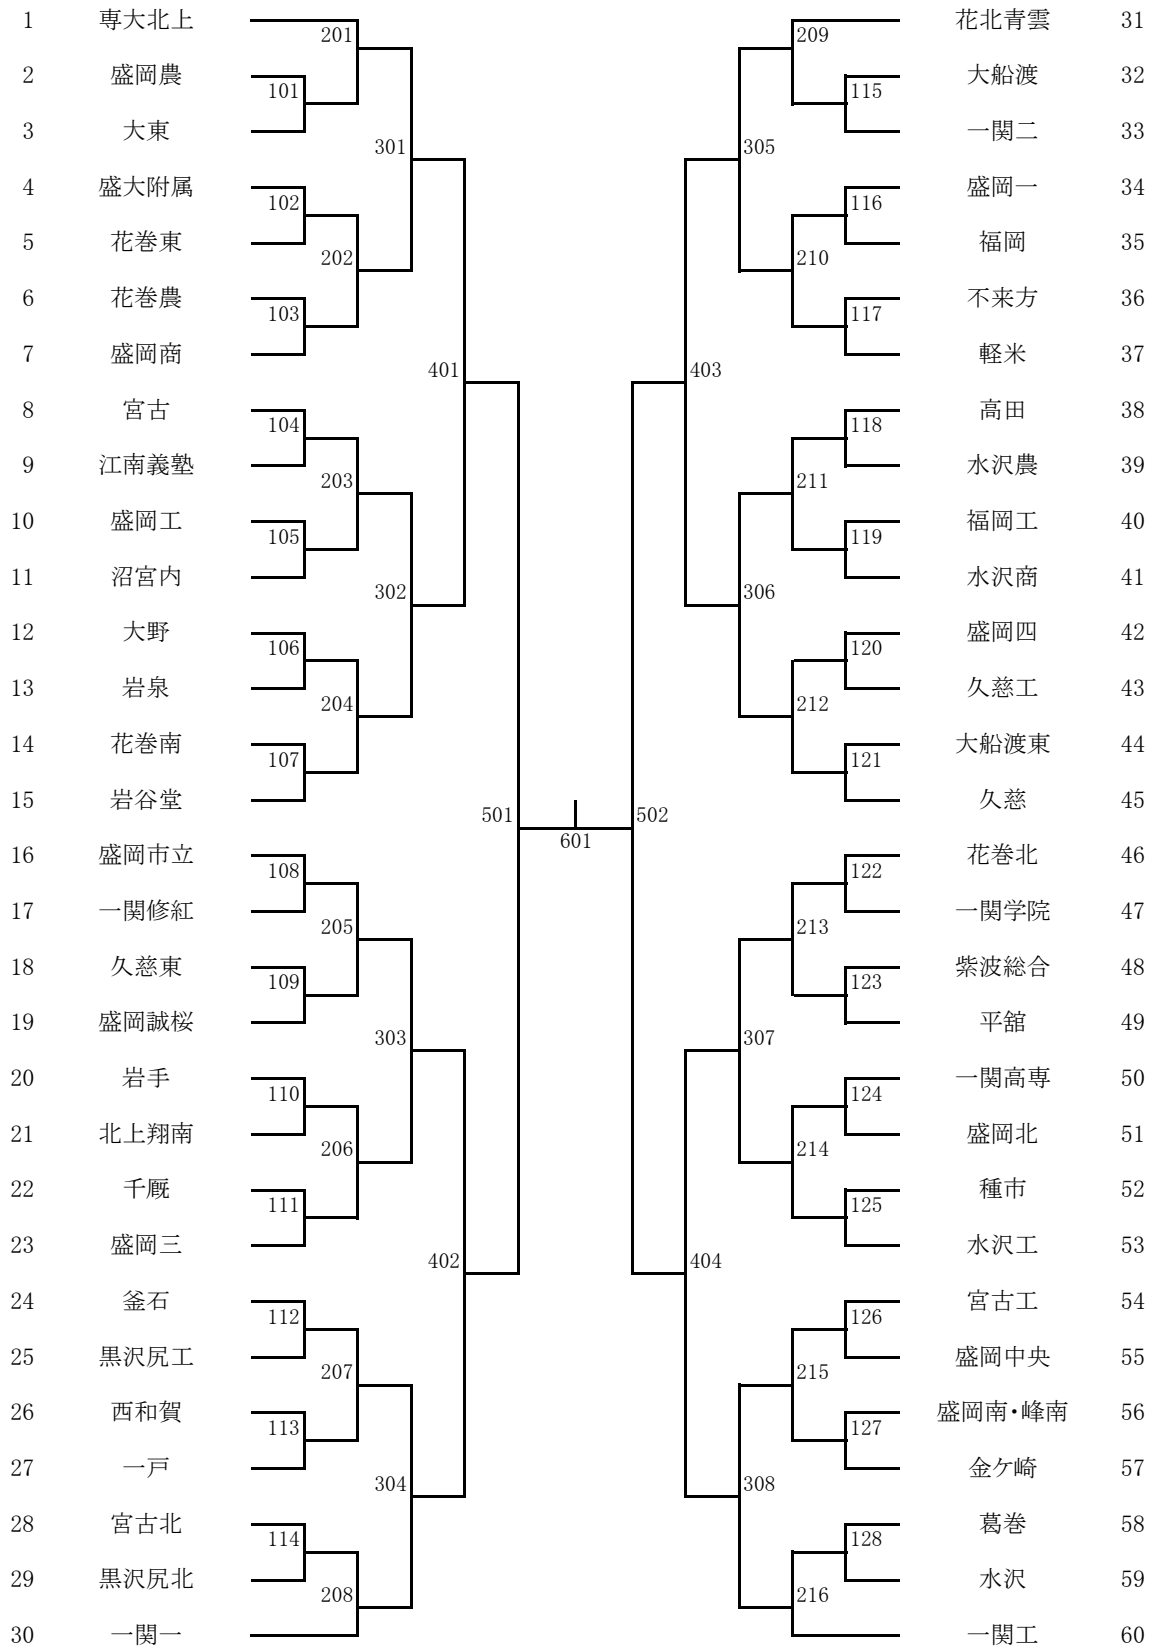 1 専大北上 花北青雲 31
201 209
2 盛岡農 大船渡 32
101 115
3 大東 一関二 33
301 305
4 盛大附属 盛岡一 34
102 116
5 花巻東 福岡 35
202 210
6 花巻農 不来方 36
103 117
7 盛岡商 軽米 37
401 403
8 宮古 高田 38
104 118
9 江南義塾 水沢農 39
203 211
10 盛岡工 福岡工 40
105 119
11 沼宮内 水沢商 41
302 306
12 大野 盛岡四 42
106 120
13 岩泉 久慈工 43
204 212
14 花巻南 大船渡東 44
107 121
15 岩谷堂 久慈 45
501 502
601
16 盛岡市立 花巻北 46
108 122
17 一関修紅 一関学院 47
205 213
18 久慈東 紫波総合 48
109 123
19 盛岡誠桜 平舘 49
303 307
20 岩手 一関高専 50
110 124
21 北上翔南 盛岡北 51
206 214
22 千厩 種市 52
111 125
23 盛岡三 水沢工 53
402 404
24 釜石 宮古工 54
112 126
25 黒沢尻工 盛岡中央 55
207 215
26 西和賀 盛岡南・峰南 56
113 127
27 一戸 金ケ崎 57
304 308
28 宮古北 葛巻 58
114 128
29 黒沢尻北 水沢 59
208 216
30 一関一 一関工 60